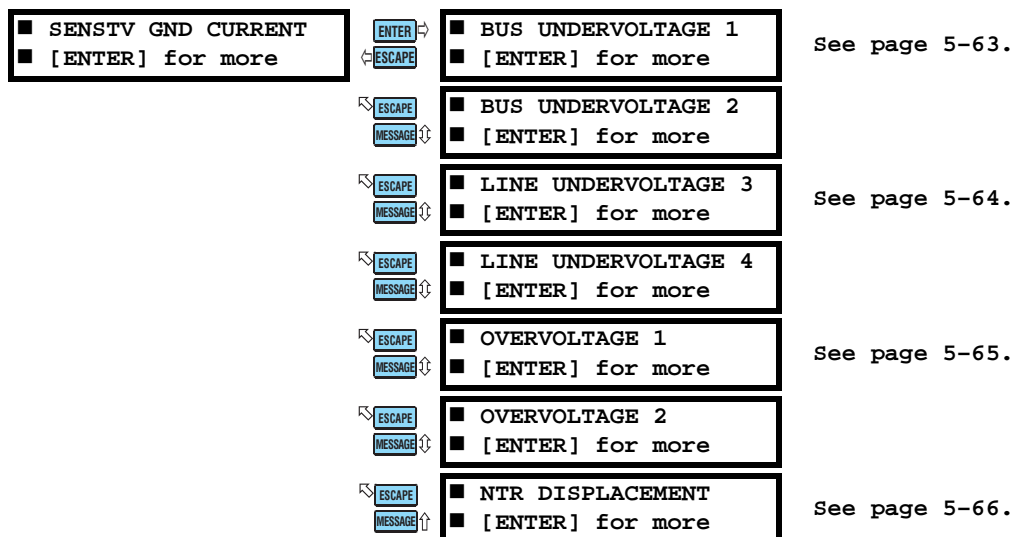 ■ SENSTV GND CURRENT
■ [ENTER] for more
ENTER
ESCAPE
■ BUS UNDERVOLTAGE 1
■ [ENTER] for more
See page 5-63.
ESCAPE
MESSAGE
■ BUS UNDERVOLTAGE 2
■ [ENTER] for more
ESCAPE
MESSAGE
■ LINE UNDERVOLTAGE 3
■ [ENTER] for more
See page 5-64.
ESCAPE
MESSAGE
■ LINE UNDERVOLTAGE 4
■ [ENTER] for more
ESCAPE
MESSAGE
■ OVERVOLTAGE 1
■ [ENTER] for more
See page 5-65.
ESCAPE
MESSAGE
■ OVERVOLTAGE 2
■ [ENTER] for more
ESCAPE
MESSAGE
■ NTR DISPLACEMENT
■ [ENTER] for more
See page 5-66.